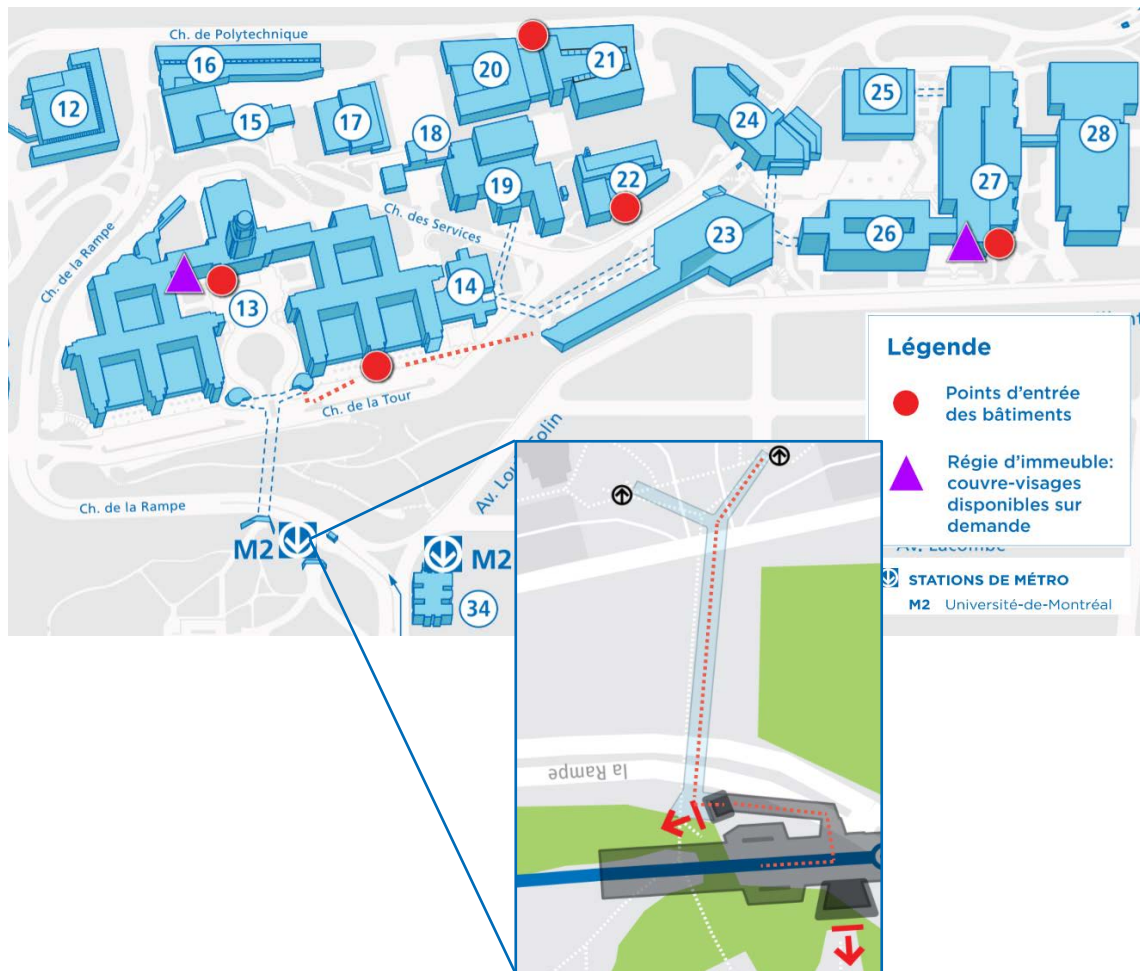 Ch. de Polytechnique
16
20
21
12
15
17
18
24
25
28
19
22
27
Ch. des Services
23
26
Ch. de la Rampe
14
13
Légende
Points d'entrée
des bâtiments
Ch. de la Tour
Régie d'immeuble:
couvre-visages
disponibles sur
demande
Ch. de la Rampe
M2
M2
34
Av. Lacombe
STATIONS DE MÉTRO
M2 Université-de-Montréal
la Rampe